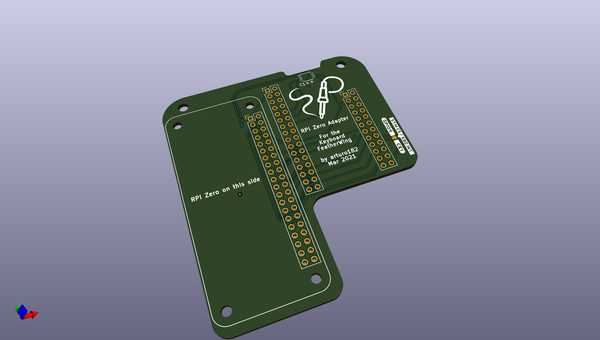 RPI Zero Adapter
For the
Keyboard
FeatherWing
by arturo182
Mar 2021
RPI Zero on this side